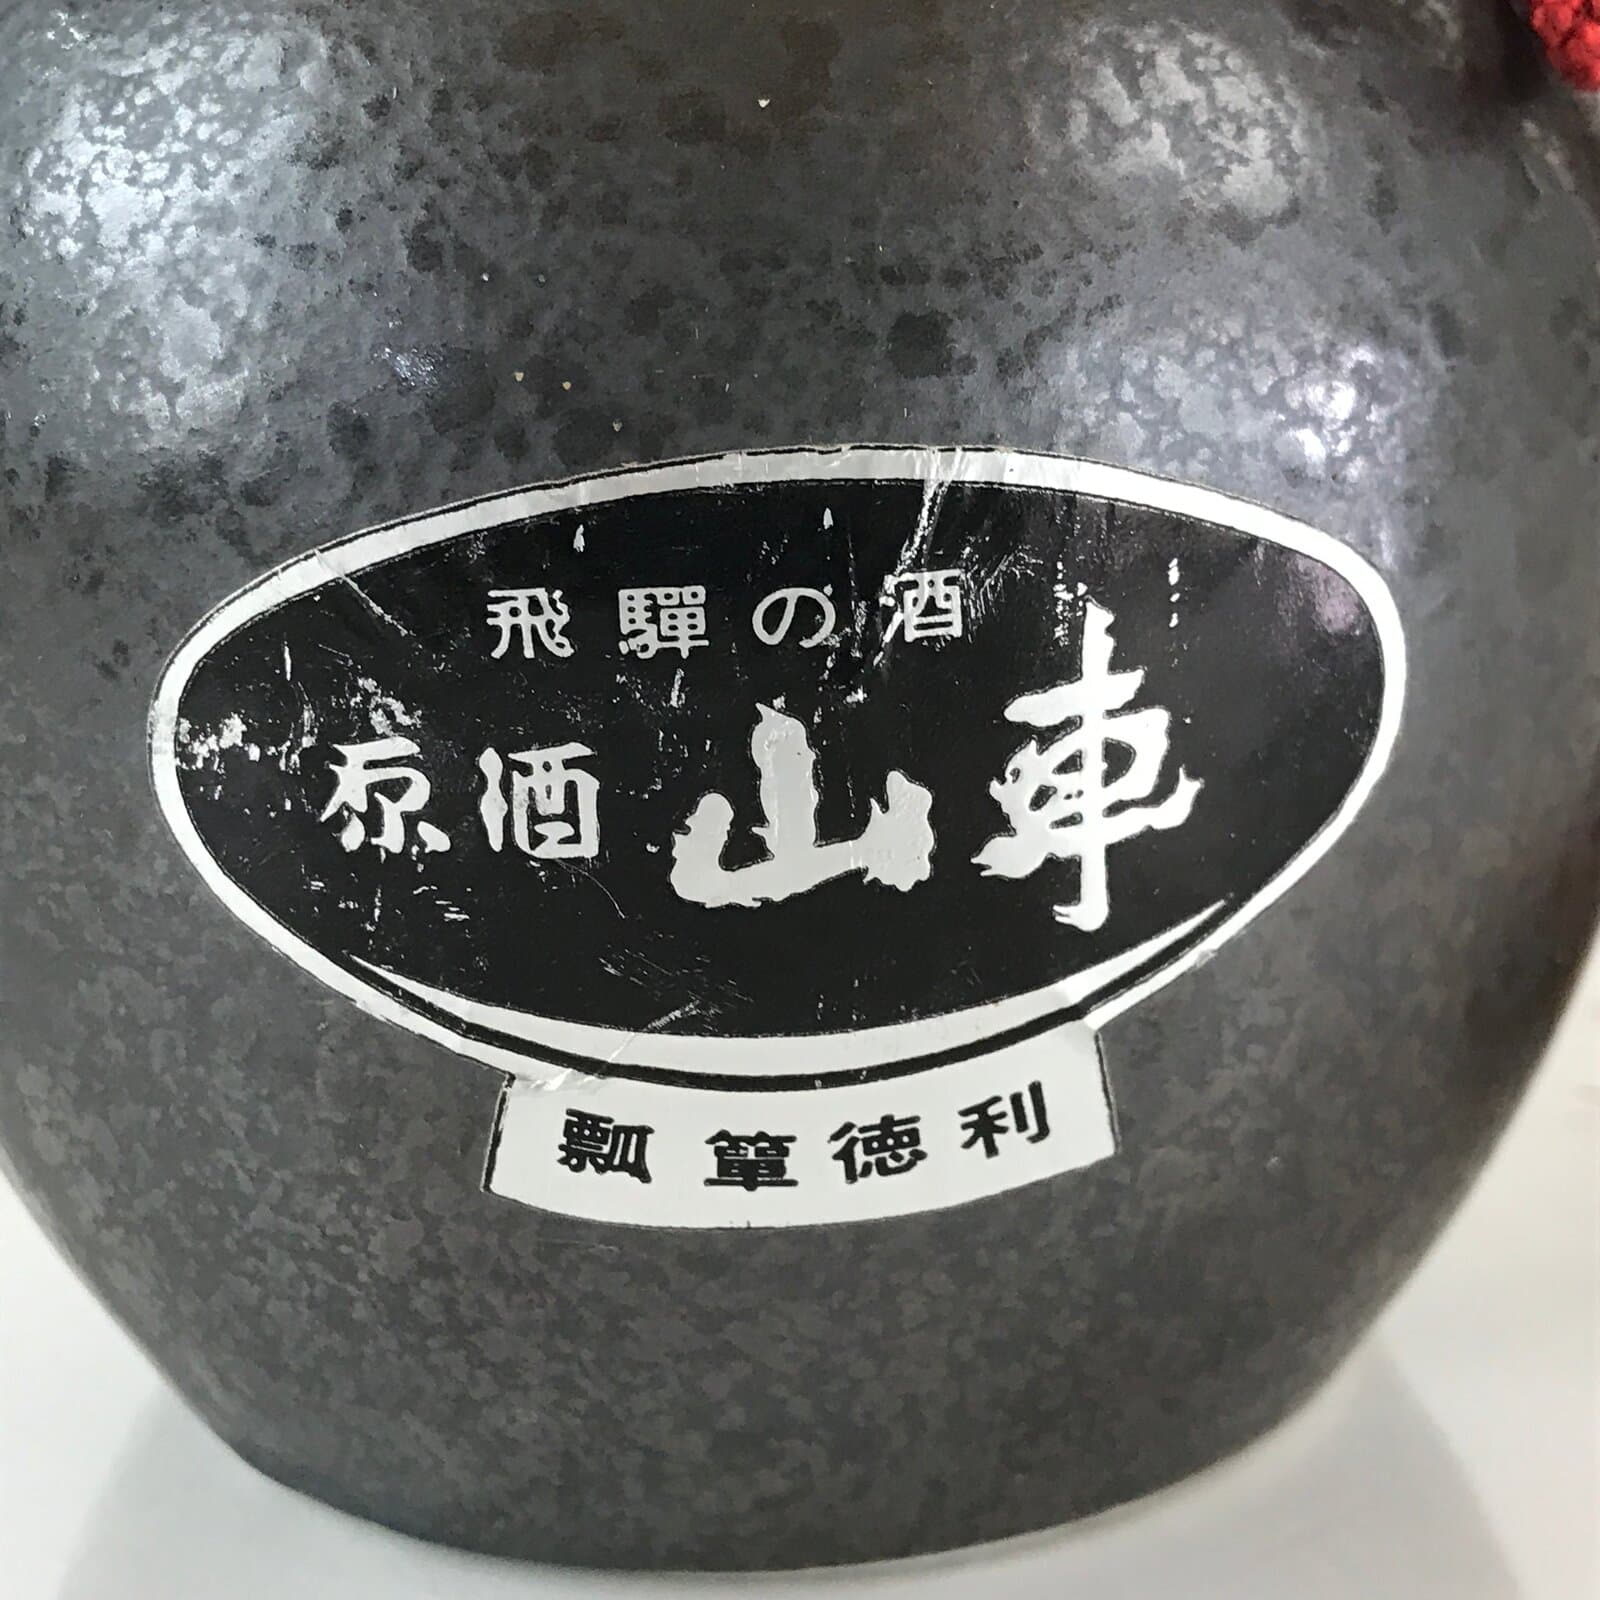 飛騨の酒
原酒 山車
瓢箪徳利